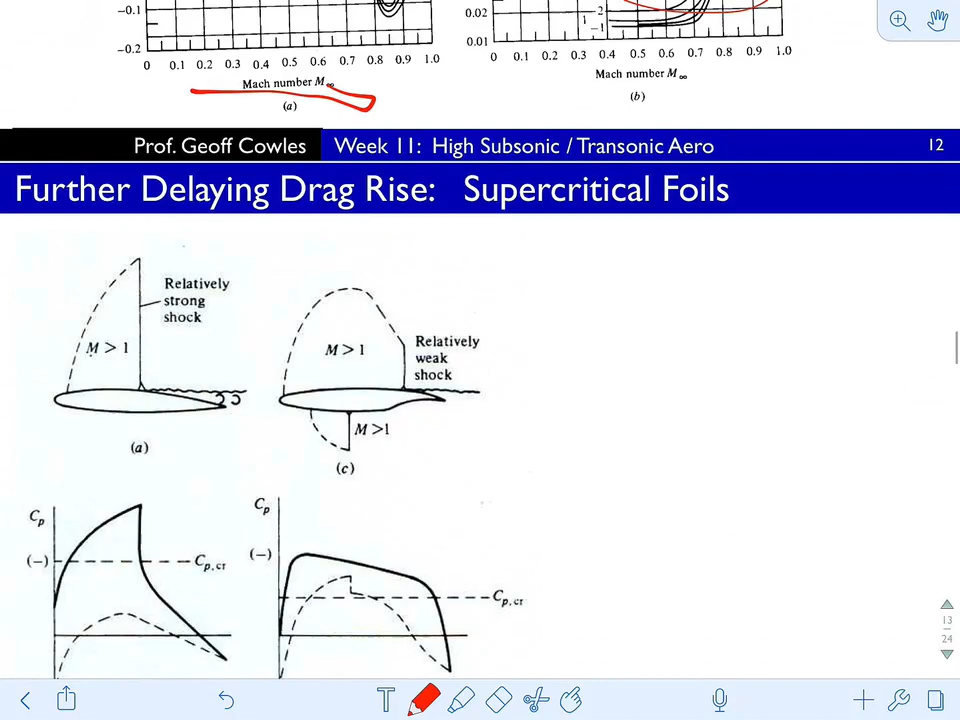 −0.1
−0.2
0 0.1 0.2 0.3 0.4 0.5 0.6 0.7 0.8 0.9 1.0
Mach number M∞
(a)
0.02
0.01
2
1
−1
0 0.1 0.2 0.3 0.4 0.5 0.6 0.7 0.8 0.9 1.0
Mach number M∞
(b)
Prof. Geoff Cowles Week 11: High Subsonic / Transonic Aero 12
Further Delaying Drag Rise: Supercritical Foils
Relatively
strong
shock
M > 1
(a)
M > 1
Relatively
weak
shock
M >1
(c)
Cp
(−)
Cp,cr
Cp
(−)
Cp,cr
13
24
T